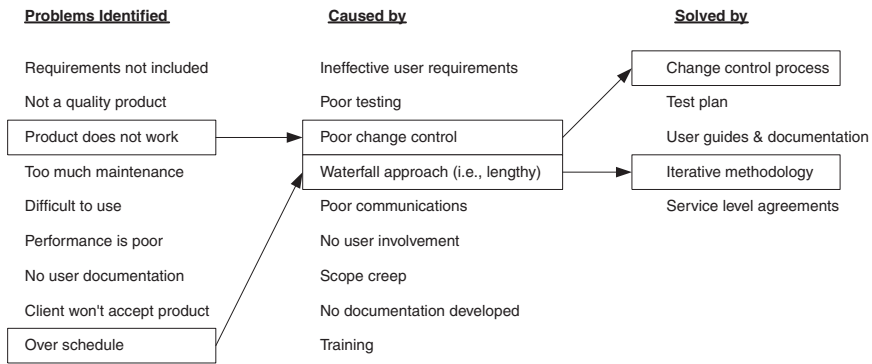 Problems Identified
Caused by
Solved by
Requirements not included
Ineffective user requirements
Change control process
Not a quality product
Poor testing
Test plan
Product does not work
Poor change control
User guides & documentation
Too much maintenance
Waterfall approach (i.e., lengthy)
Iterative methodology
Difficult to use
Poor communications
Service level agreements
Performance is poor
No user involvement
No user documentation
Scope creep
Client won't accept product
No documentation developed
Over schedule
Training